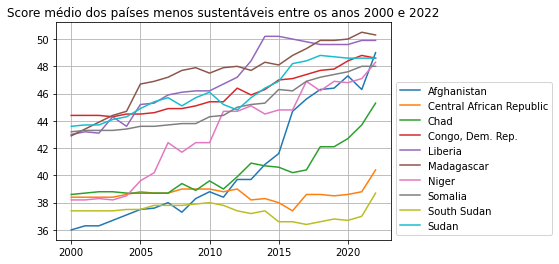 Score médio dos países menos sustentáveis entre os anos 2000 e 2022
50
48
46
44
42
40
38
36
2000
2005
2010
2015
2020
Afghanistan
Central African Republic
Chad
Congo, Dem. Rep.
Liberia
Madagascar
Niger
Somalia
South Sudan
Sudan